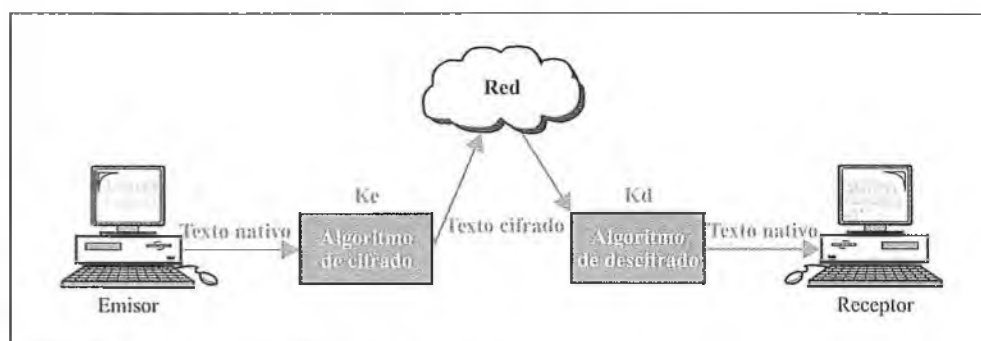 Red
Ke
Kd
Texto nativo
Algoritmo
de cifrado
Texto cifrado
Algoritmo
de descifrado
Texto nativo
Emisor
Receptor